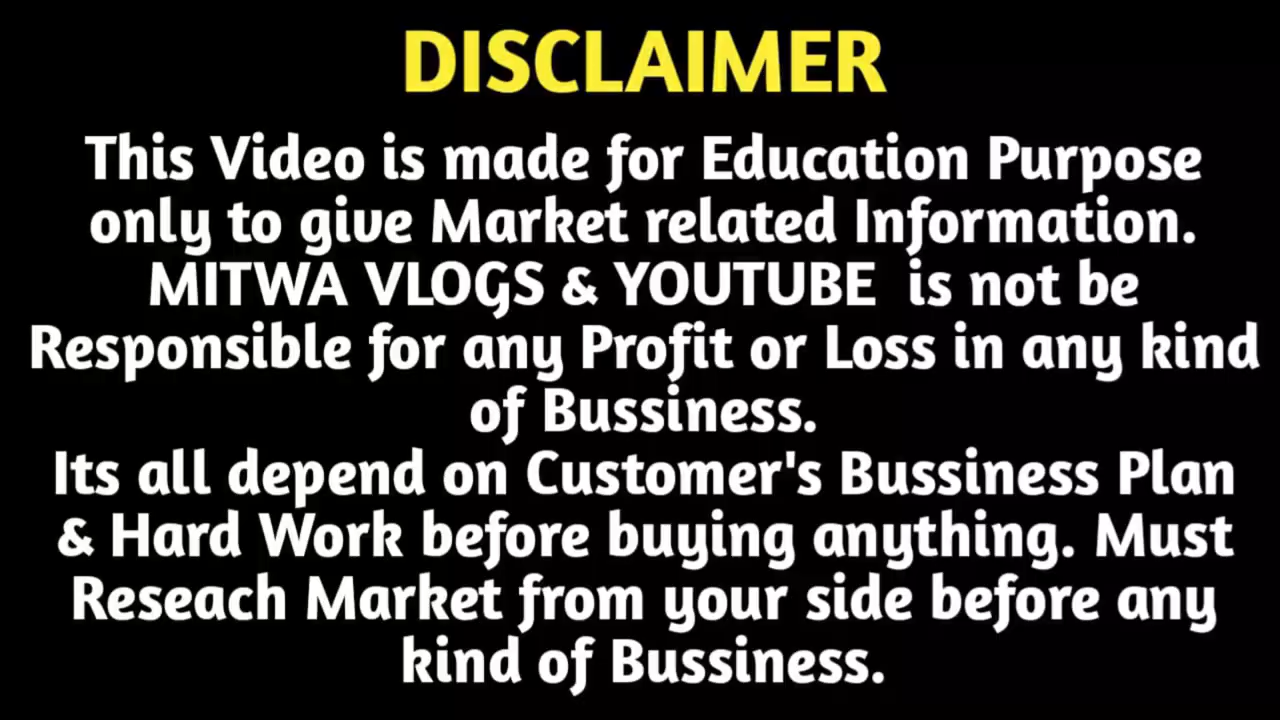 DISCLAIMER
This Video is made for Education Purpose
only to give Market related Information.
MITWA VLOGS & YOUTUBE is not be
Responsible for any Profit or Loss in any kind
of Bussiness.
Its all depend on Customer's Bussiness Plan
& Hard Work before buying anything. Must
Reseach Market from your side before any
kind of Bussiness.